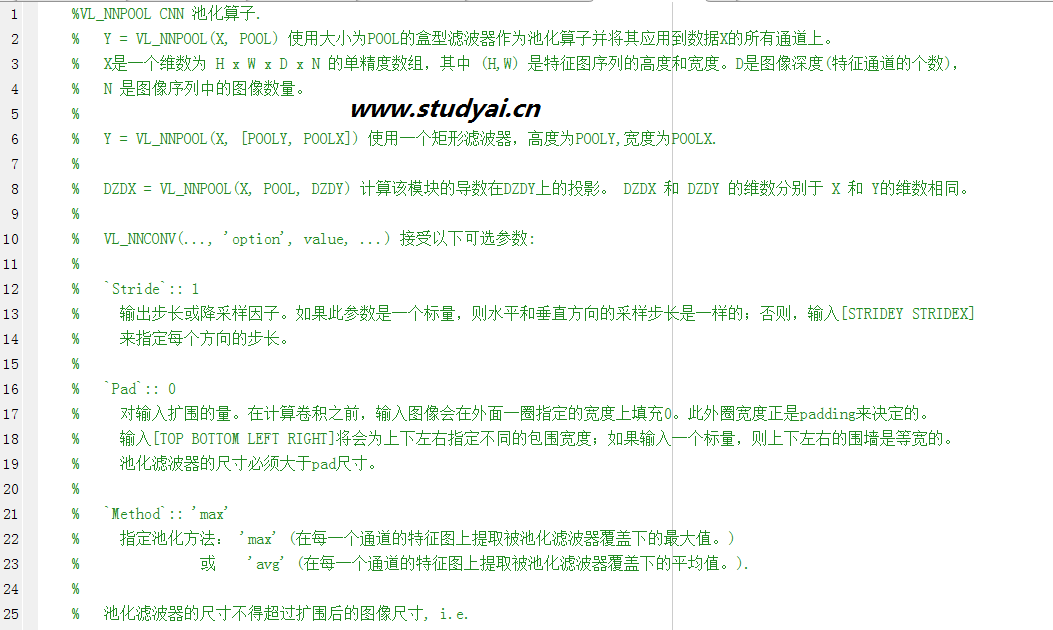 1 %VL_NNPOOL CNN 池化算子.
2 % Y = VL_NNPOOL(X, POOL) 使用大小为POOL的盒型滤波器作为池化算子并将其应用到数据X的所有通道上。
3 % X是一个维数为 H x W x D x N 的单精度数组，其中 (H,W) 是特征图序列的高度和宽度。D是图像深度(特征通道的个数)，
4 % N 是图像序列中的图像数量。
www.studyai.cn
5 %
6 % Y = VL_NNPOOL(X, [POOLY, POOLX]) 使用一个矩形滤波器，高度为POOLY,宽度为POOLX.
7 %
8 % DZDX = VL_NNPOOL(X, POOL, DZDY) 计算该模块的导数在DZDY上的投影。 DZDX 和 DZDY 的维数分别于 X 和 Y的维数相同。
9 %
10 % VL_NNCONV(..., 'option', value, ...) 接受以下可选参数:
11 %
12 % `Stride`:: 1
13 % 输出步长或降采样因子。如果此参数是一个标量，则水平和垂直方向的采样步长是一样的；否则，输入[STRIDEY STRIDEX]
14 % 来指定每个方向的步长。
15 %
16 % `Pad`:: 0
17 % 对输入扩围的量。在计算卷积之前，输入图像会在外面一圈指定的宽度上填充0。此外圈宽度正是padding来决定的。
18 % 输入[TOP BOTTOM LEFT RIGHT]将会为上下左右指定不同的包围宽度；如果输入一个标量，则上下左右的围墙是等宽的。
19 % 池化滤波器的尺寸必须大于pad尺寸。
20 %
21 % `Method`:: 'max'
22 % 指定池化方法： 'max' (在每一个通道的特征图上提取被池化滤波器覆盖下的最大值。)
23 % 或 'avg' (在每一个通道的特征图上提取被池化滤波器覆盖下的平均值。).
24 %
25 % 池化滤波器的尺寸不得超过扩围后的图像尺寸, i.e.